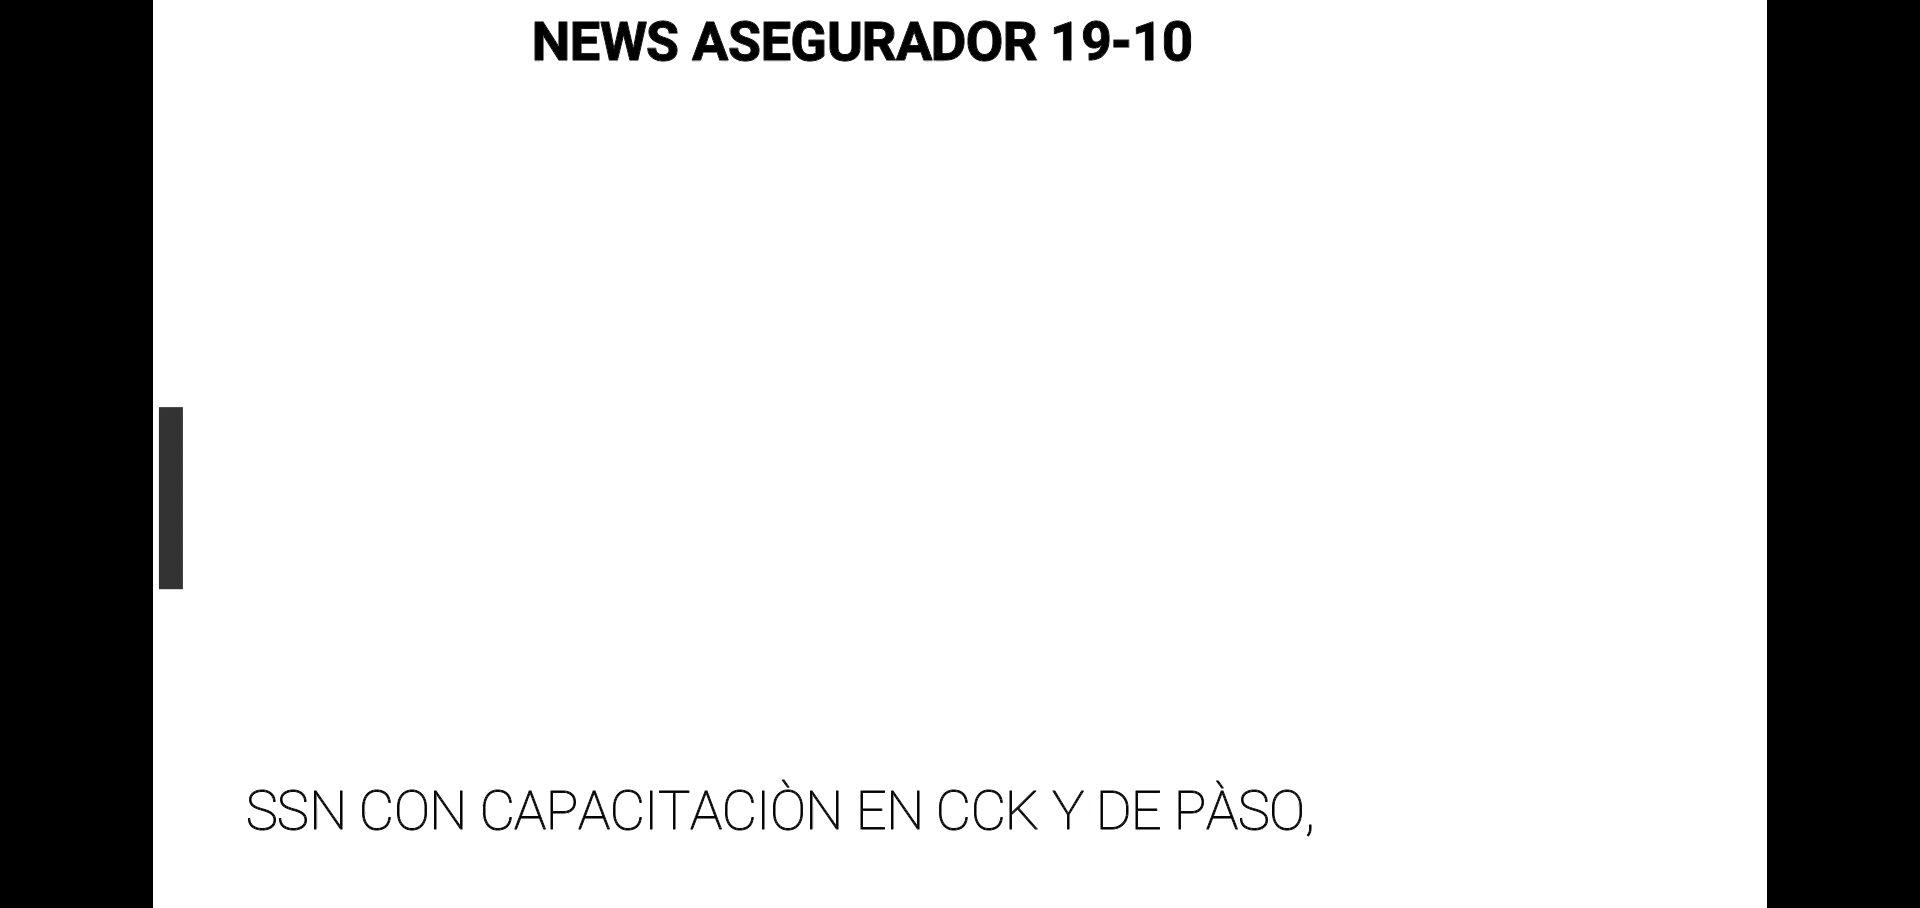 NEWS ASEGURADOR 19-10
SSN CON CAPACITACIÒN EN CCK Y DE PÀSO,